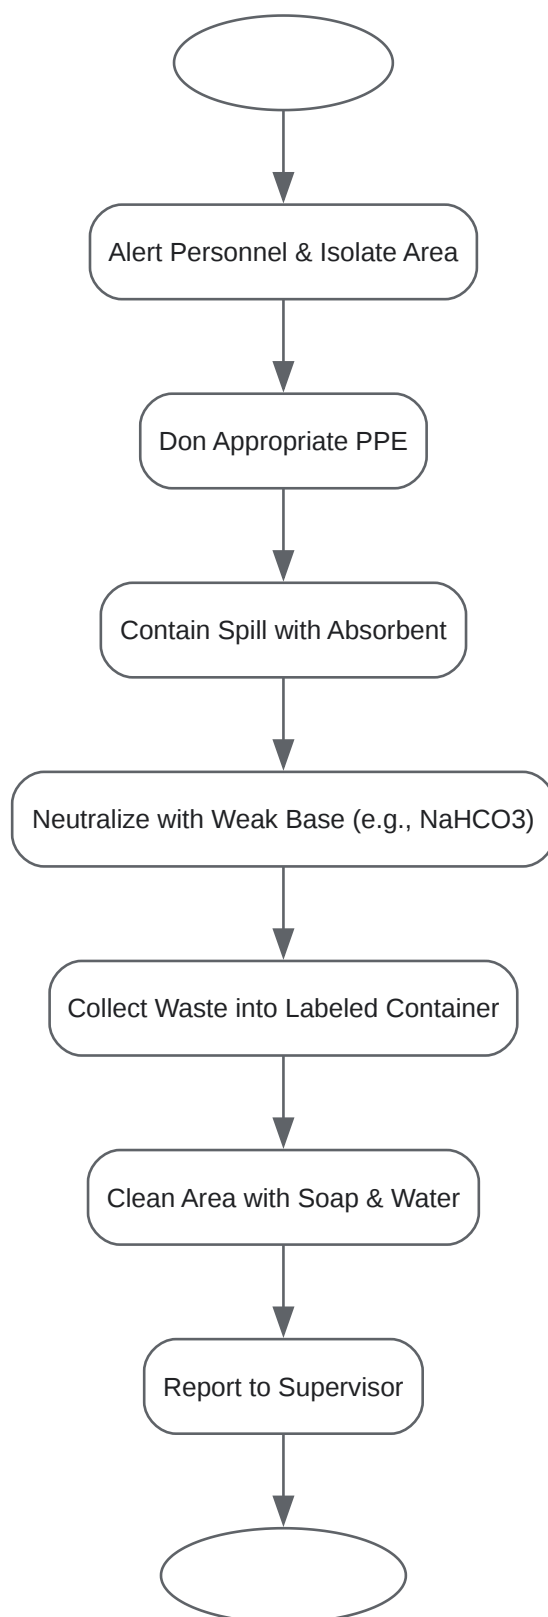 Alert Personnel & Isolate Area
Don Appropriate PPE
Contain Spill with Absorbent
Neutralize with Weak Base (e.g., NaHCO3)
Collect Waste into Labeled Container
Clean Area with Soap & Water
Report to Supervisor